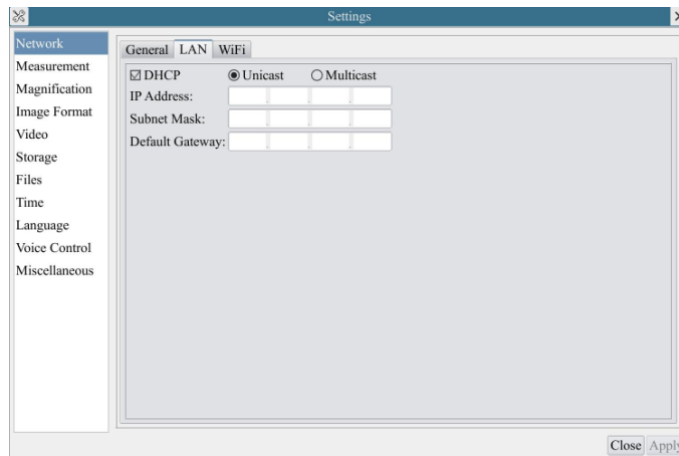 Settings
Network
Measurement
Magnification
Image Format
Video
Storage
Files
Time
Language
Voice Control
Miscellaneous
General LAN WiFi
DHCP Unicast Multicast
IP Address:
Subnet Mask:
Default Gateway:
Close Apply